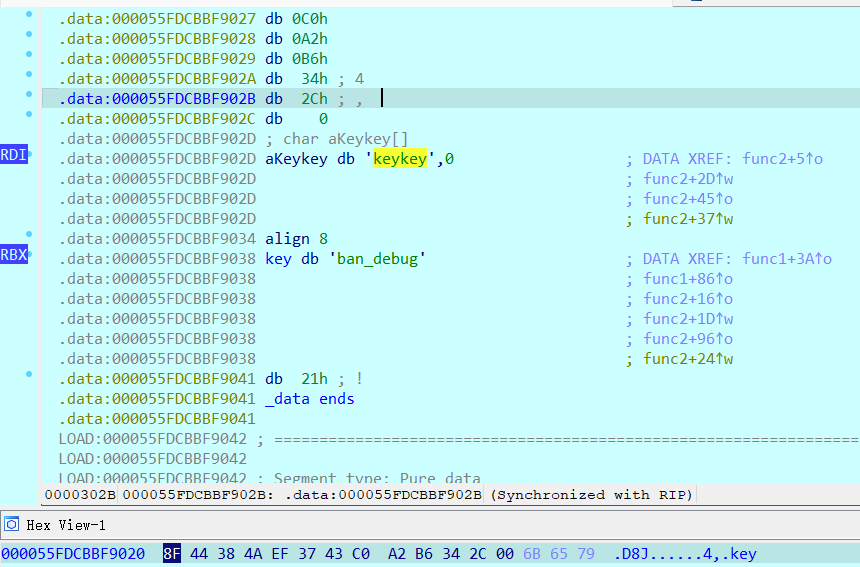 .data:000055FDCBBF9027 db 0C0h
.data:000055FDCBBF9028 db 0A2h
.data:000055FDCBBF9029 db 0B6h
.data:000055FDCBBF902A db  34h ; 4
.data:000055FDCBBF902B db  2Ch ; ,
.data:000055FDCBBF902C db    0
.data:000055FDCBBF902D ; char aKeykey[]
RDI .data:000055FDCBBF902D aKeykey db 'keykey',0 ; DATA XREF: func2+5↑o
.data:000055FDCBBF902D ; func2+2D↑w
.data:000055FDCBBF902D ; func2+45↑o
.data:000055FDCBBF902D ; func2+37↑w
.data:000055FDCBBF9034 align 8
RBX .data:000055FDCBBF9038 key db 'ban_debug' ; DATA XREF: func1+3A↑o
.data:000055FDCBBF9038 ; func1+86↑o
.data:000055FDCBBF9038 ; func2+16↑o
.data:000055FDCBBF9038 ; func2+1D↑w
.data:000055FDCBBF9038 ; func2+96↑o
.data:000055FDCBBF9038 ; func2+24↑w
.data:000055FDCBBF9041 db  21h ; !
.data:000055FDCBBF9041 _data ends
.data:000055FDCBBF9041
LOAD:000055FDCBBF9042 ; ===========================================================
LOAD:000055FDCBBF9042
LOAD:000055FDCBBF9042 ; Segment type: Pure data
0000302B 000055FDCBBF902B: .data:000055FDCBBF902B (Synchronized with RIP)
Hex View-1
000055FDCBBF9020 8F 44 38 4A EF 37 43 C0 A2 B6 34 2C 00 6B 65 79 .D8J......4,.key